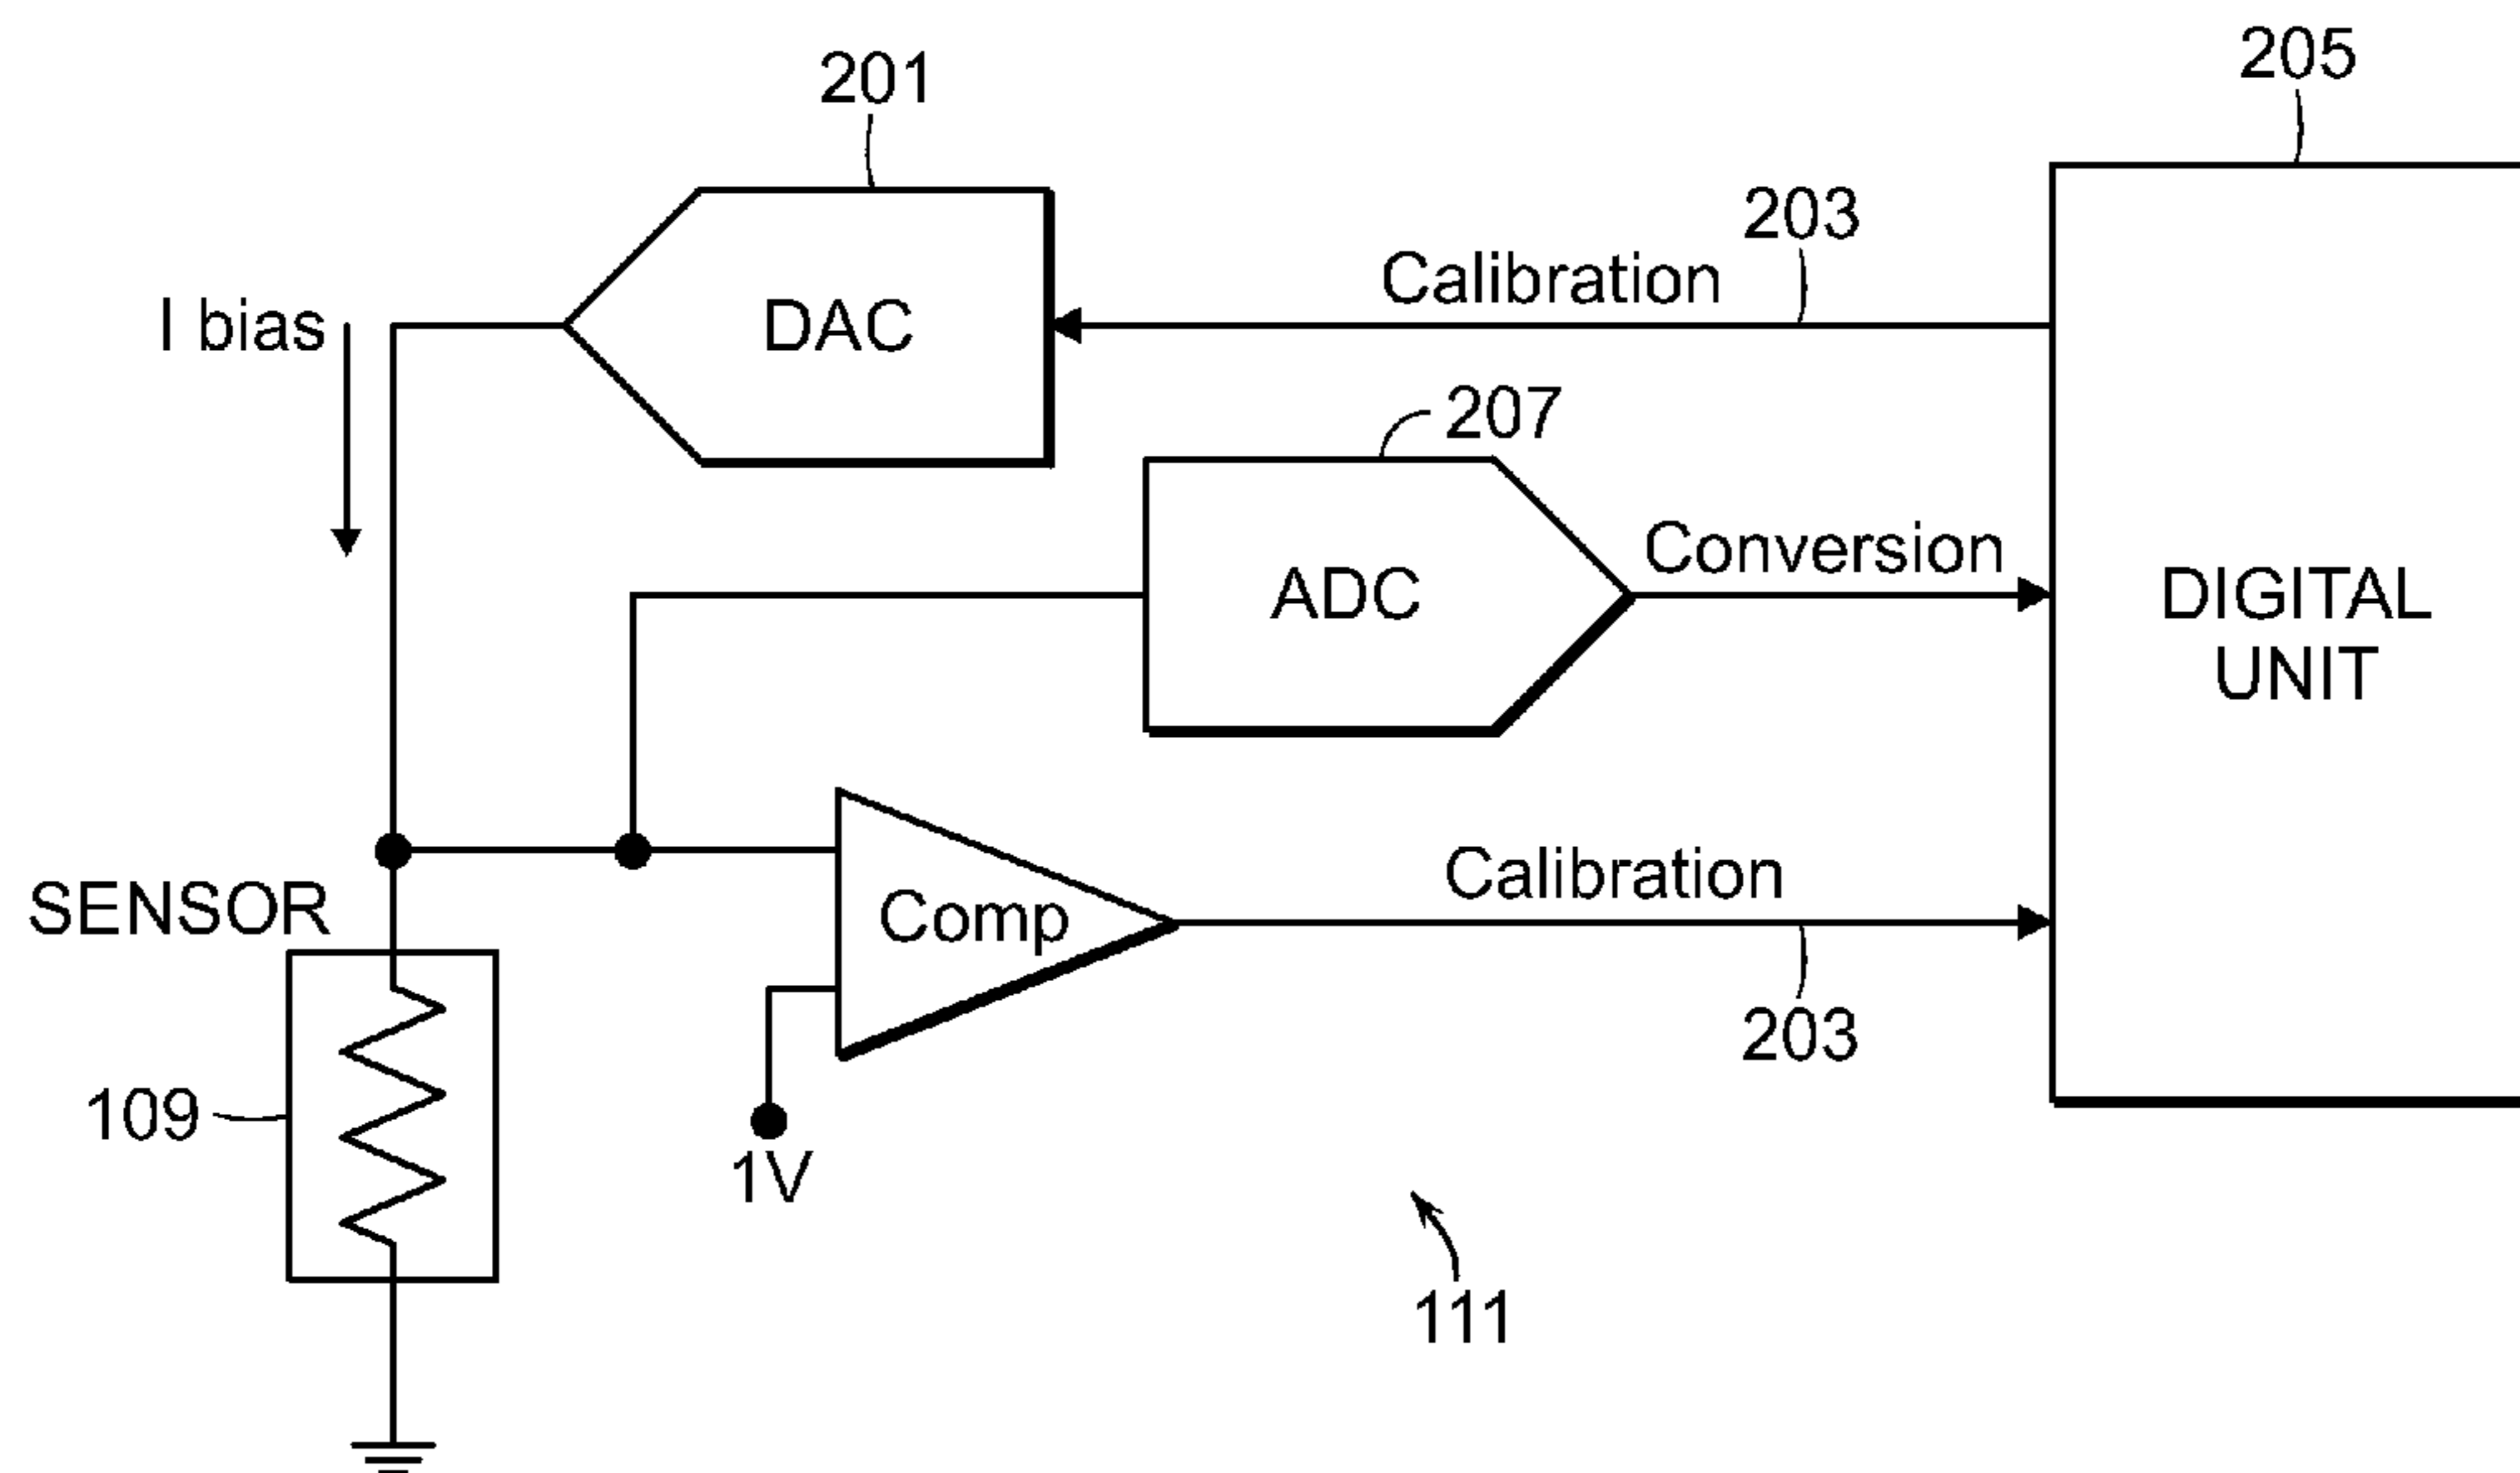 201
205
203
Calibration
I bias
DAC
207
Conversion
ADC
DIGITAL
UNIT
Calibration
SENSOR
Comp
203
109
1V
111